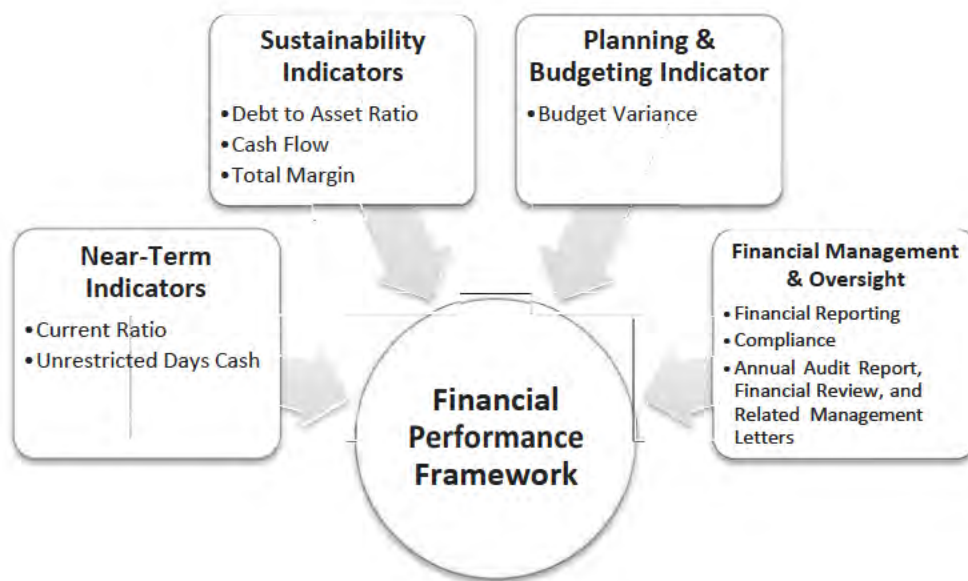 Sustainability
Indicators
•Debt to Asset Ratio
•Cash Flow
•Total Margin
Planning &
Budgeting Indicator
•Budget Variance
Near-Term
Indicators
•Current Ratio
•Unrestricted Days Cash
Financial Management
& Oversight
•Financial Reporting
•Compliance
•Annual Audit Report,
Financial Review, and
Related Management
Letters
Financial
Performance
Framework